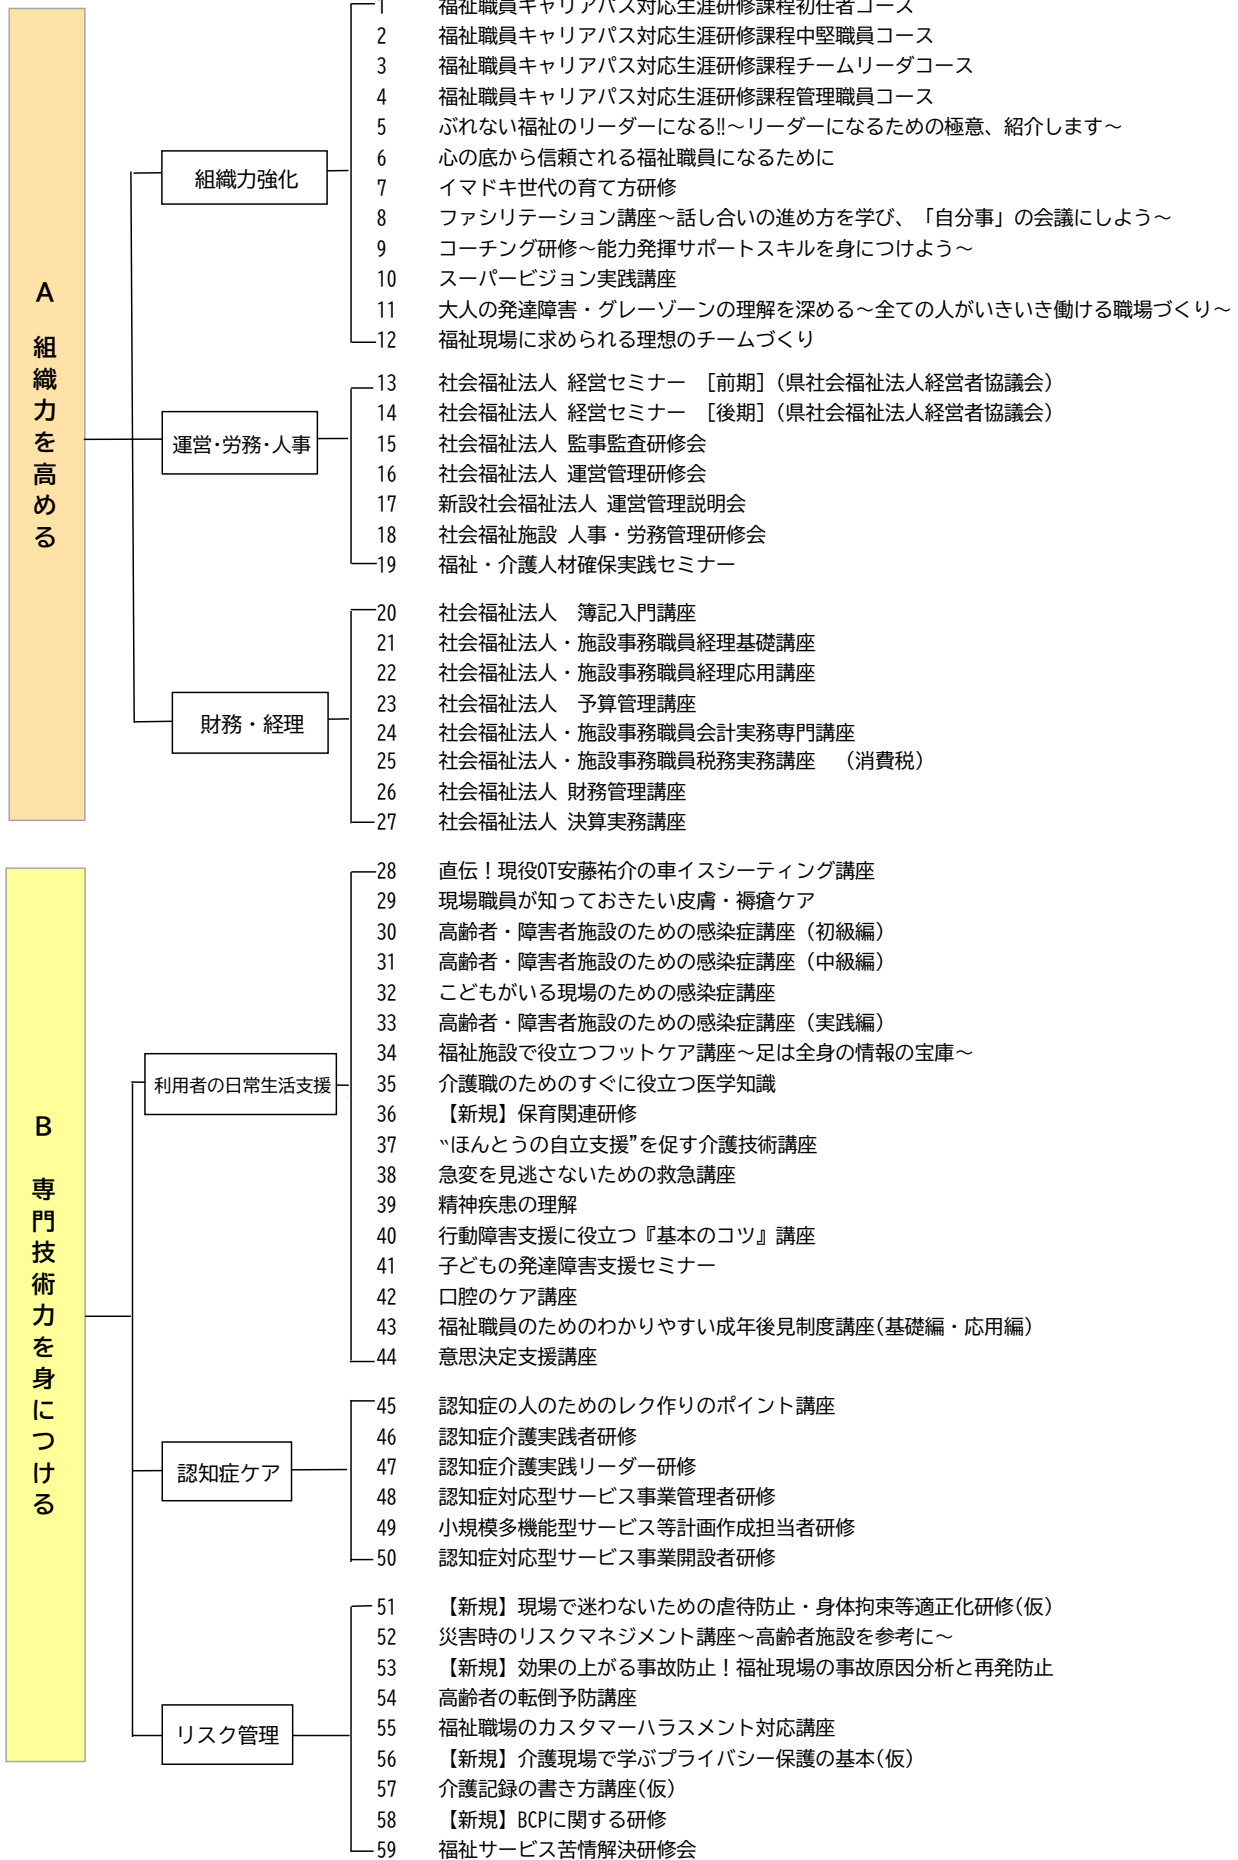 A 組織力を高める
組織力強化
1 福祉職員キャリアパス対応生涯研修課程初任者コース
2 福祉職員キャリアパス対応生涯研修課程中堅職員コース
3 福祉職員キャリアパス対応生涯研修課程チームリーダコース
4 福祉職員キャリアパス対応生涯研修課程管理職員コース
5 ぶれない福祉のリーダーになる!!～リーダーになるための極意、紹介します～
6 心の底から信頼される福祉職員になるために
7 イマドキ世代の育て方研修
8 ファシリテーション講座～話し合いの進め方を学び、「自分事」の会議にしよう～
9 コーチング研修～能力発揮サポートスキルを身につけよう～
10 スーパービジョン実践講座
11 大人の発達障害・グレーゾーンの理解を深める～全ての人がいきいき働ける職場づくり～
12 福祉現場に求められる理想のチームづくり
運営･労務･人事
13 社会福祉法人 経営セミナー ［前期］（県社会福祉法人経営者協議会）
14 社会福祉法人 経営セミナー ［後期］（県社会福祉法人経営者協議会）
15 社会福祉法人 監事監査研修会
16 社会福祉法人 運営管理研修会
17 新設社会福祉法人 運営管理説明会
18 社会福祉施設 人事・労務管理研修会
19 福祉・介護人材確保実践セミナー
財務・経理
20 社会福祉法人　簿記入門講座
21 社会福祉法人・施設事務職員経理基礎講座
22 社会福祉法人・施設事務職員経理応用講座
23 社会福祉法人　予算管理講座
24 社会福祉法人・施設事務職員会計実務専門講座
25 社会福祉法人・施設事務職員税務実務講座　（消費税）
26 社会福祉法人 財務管理講座
27 社会福祉法人 決算実務講座
B 専門技術力を身につける
利用者の日常生活支援
28 直伝！現役OT安藤祐介の車イスシーティング講座
29 現場職員が知っておきたい皮膚・褥瘡ケア
30 高齢者・障害者施設のための感染症講座（初級編）
31 高齢者・障害者施設のための感染症講座（中級編）
32 こどもがいる現場のための感染症講座
33 高齢者・障害者施設のための感染症講座（実践編）
34 福祉施設で役立つフットケア講座～足は全身の情報の宝庫～
35 介護職のためのすぐに役立つ医学知識
36 【新規】保育関連研修
37 〝ほんとうの自立支援”を促す介護技術講座
38 急変を見逃さないための救急講座
39 精神疾患の理解
40 行動障害支援に役立つ『基本のコツ』講座
41 子どもの発達障害支援セミナー
42 口腔のケア講座
43 福祉職員のためのわかりやすい成年後見制度講座(基礎編・応用編)
44 意思決定支援講座
認知症ケア
45 認知症の人のためのレク作りのポイント講座
46 認知症介護実践者研修
47 認知症介護実践リーダー研修
48 認知症対応型サービス事業管理者研修
49 小規模多機能型サービス等計画作成担当者研修
50 認知症対応型サービス事業開設者研修
リスク管理
51 【新規】現場で迷わないための虐待防止・身体拘束等適正化研修(仮)
52 災害時のリスクマネジメント講座～高齢者施設を参考に～
53 【新規】効果の上がる事故防止！福祉現場の事故原因分析と再発防止
54 高齢者の転倒予防講座
55 福祉職場のカスタマーハラスメント対応講座
56 【新規】介護現場で学ぶプライバシー保護の基本(仮)
57 介護記録の書き方講座(仮)
58 【新規】BCPに関する研修
59 福祉サービス苦情解決研修会